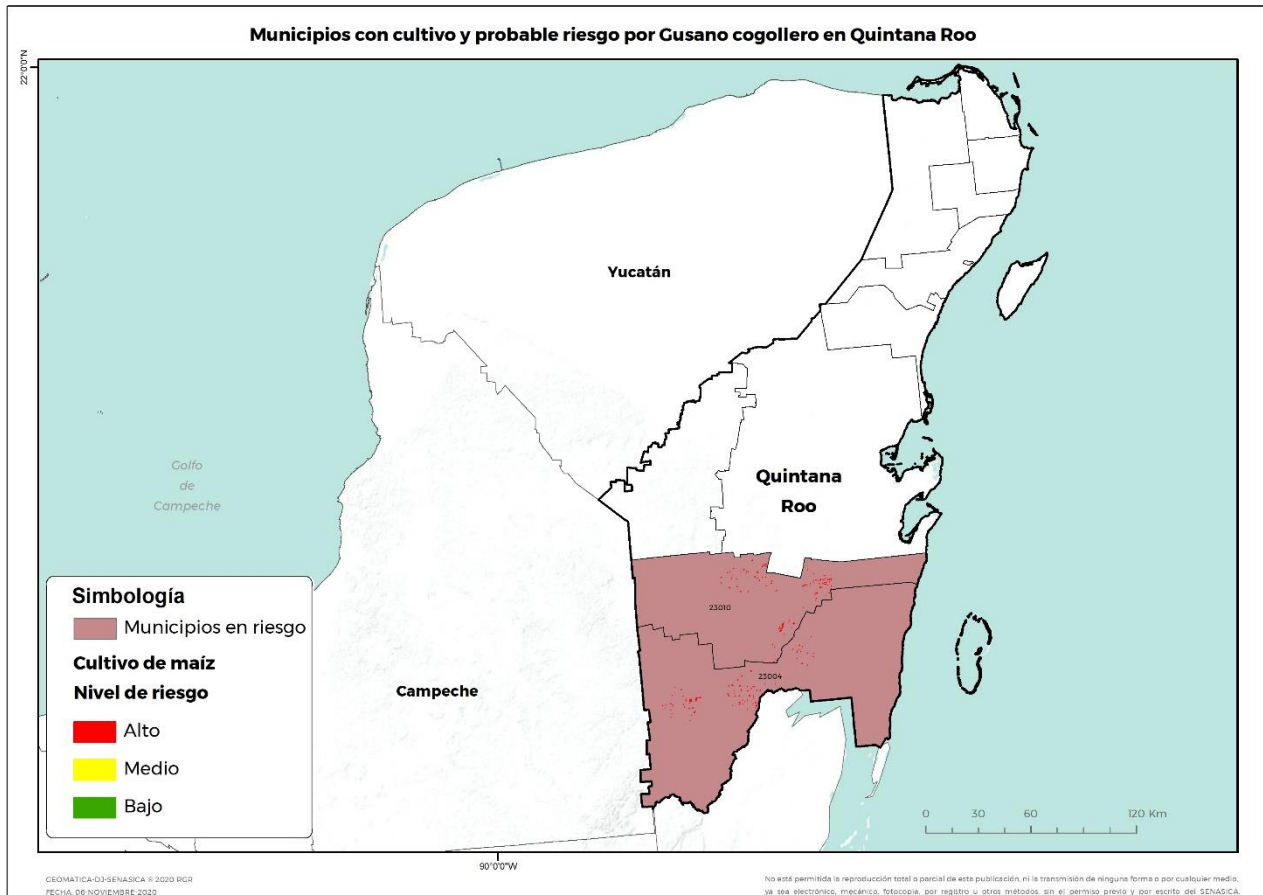 Municipios con cultivo y probable riesgo por Gusano cogollero en Quintana Roo
22°0'0"N
Yucatán
Golfo
de
Campeche
Quintana
Roo
23010
23004
Campeche
Simbología
Municipios en riesgo
Cultivo de maíz
Nivel de riesgo
Alto
Medio
Bajo
0 30 60 120 Km
90°0'0"W
GEOMATICA-DJ-SENASICA © 2020 RGR
FECHA: 06-NOVIEMBRE-2020
No está permitida la reproducción total o parcial de esta publicación, ni la transmisión de ninguna forma o por cualquier medio,
ya sea electrónico, mecánico, fotocopia, por registro u otros métodos, sin el permiso previo y por escrito del SENASICA.